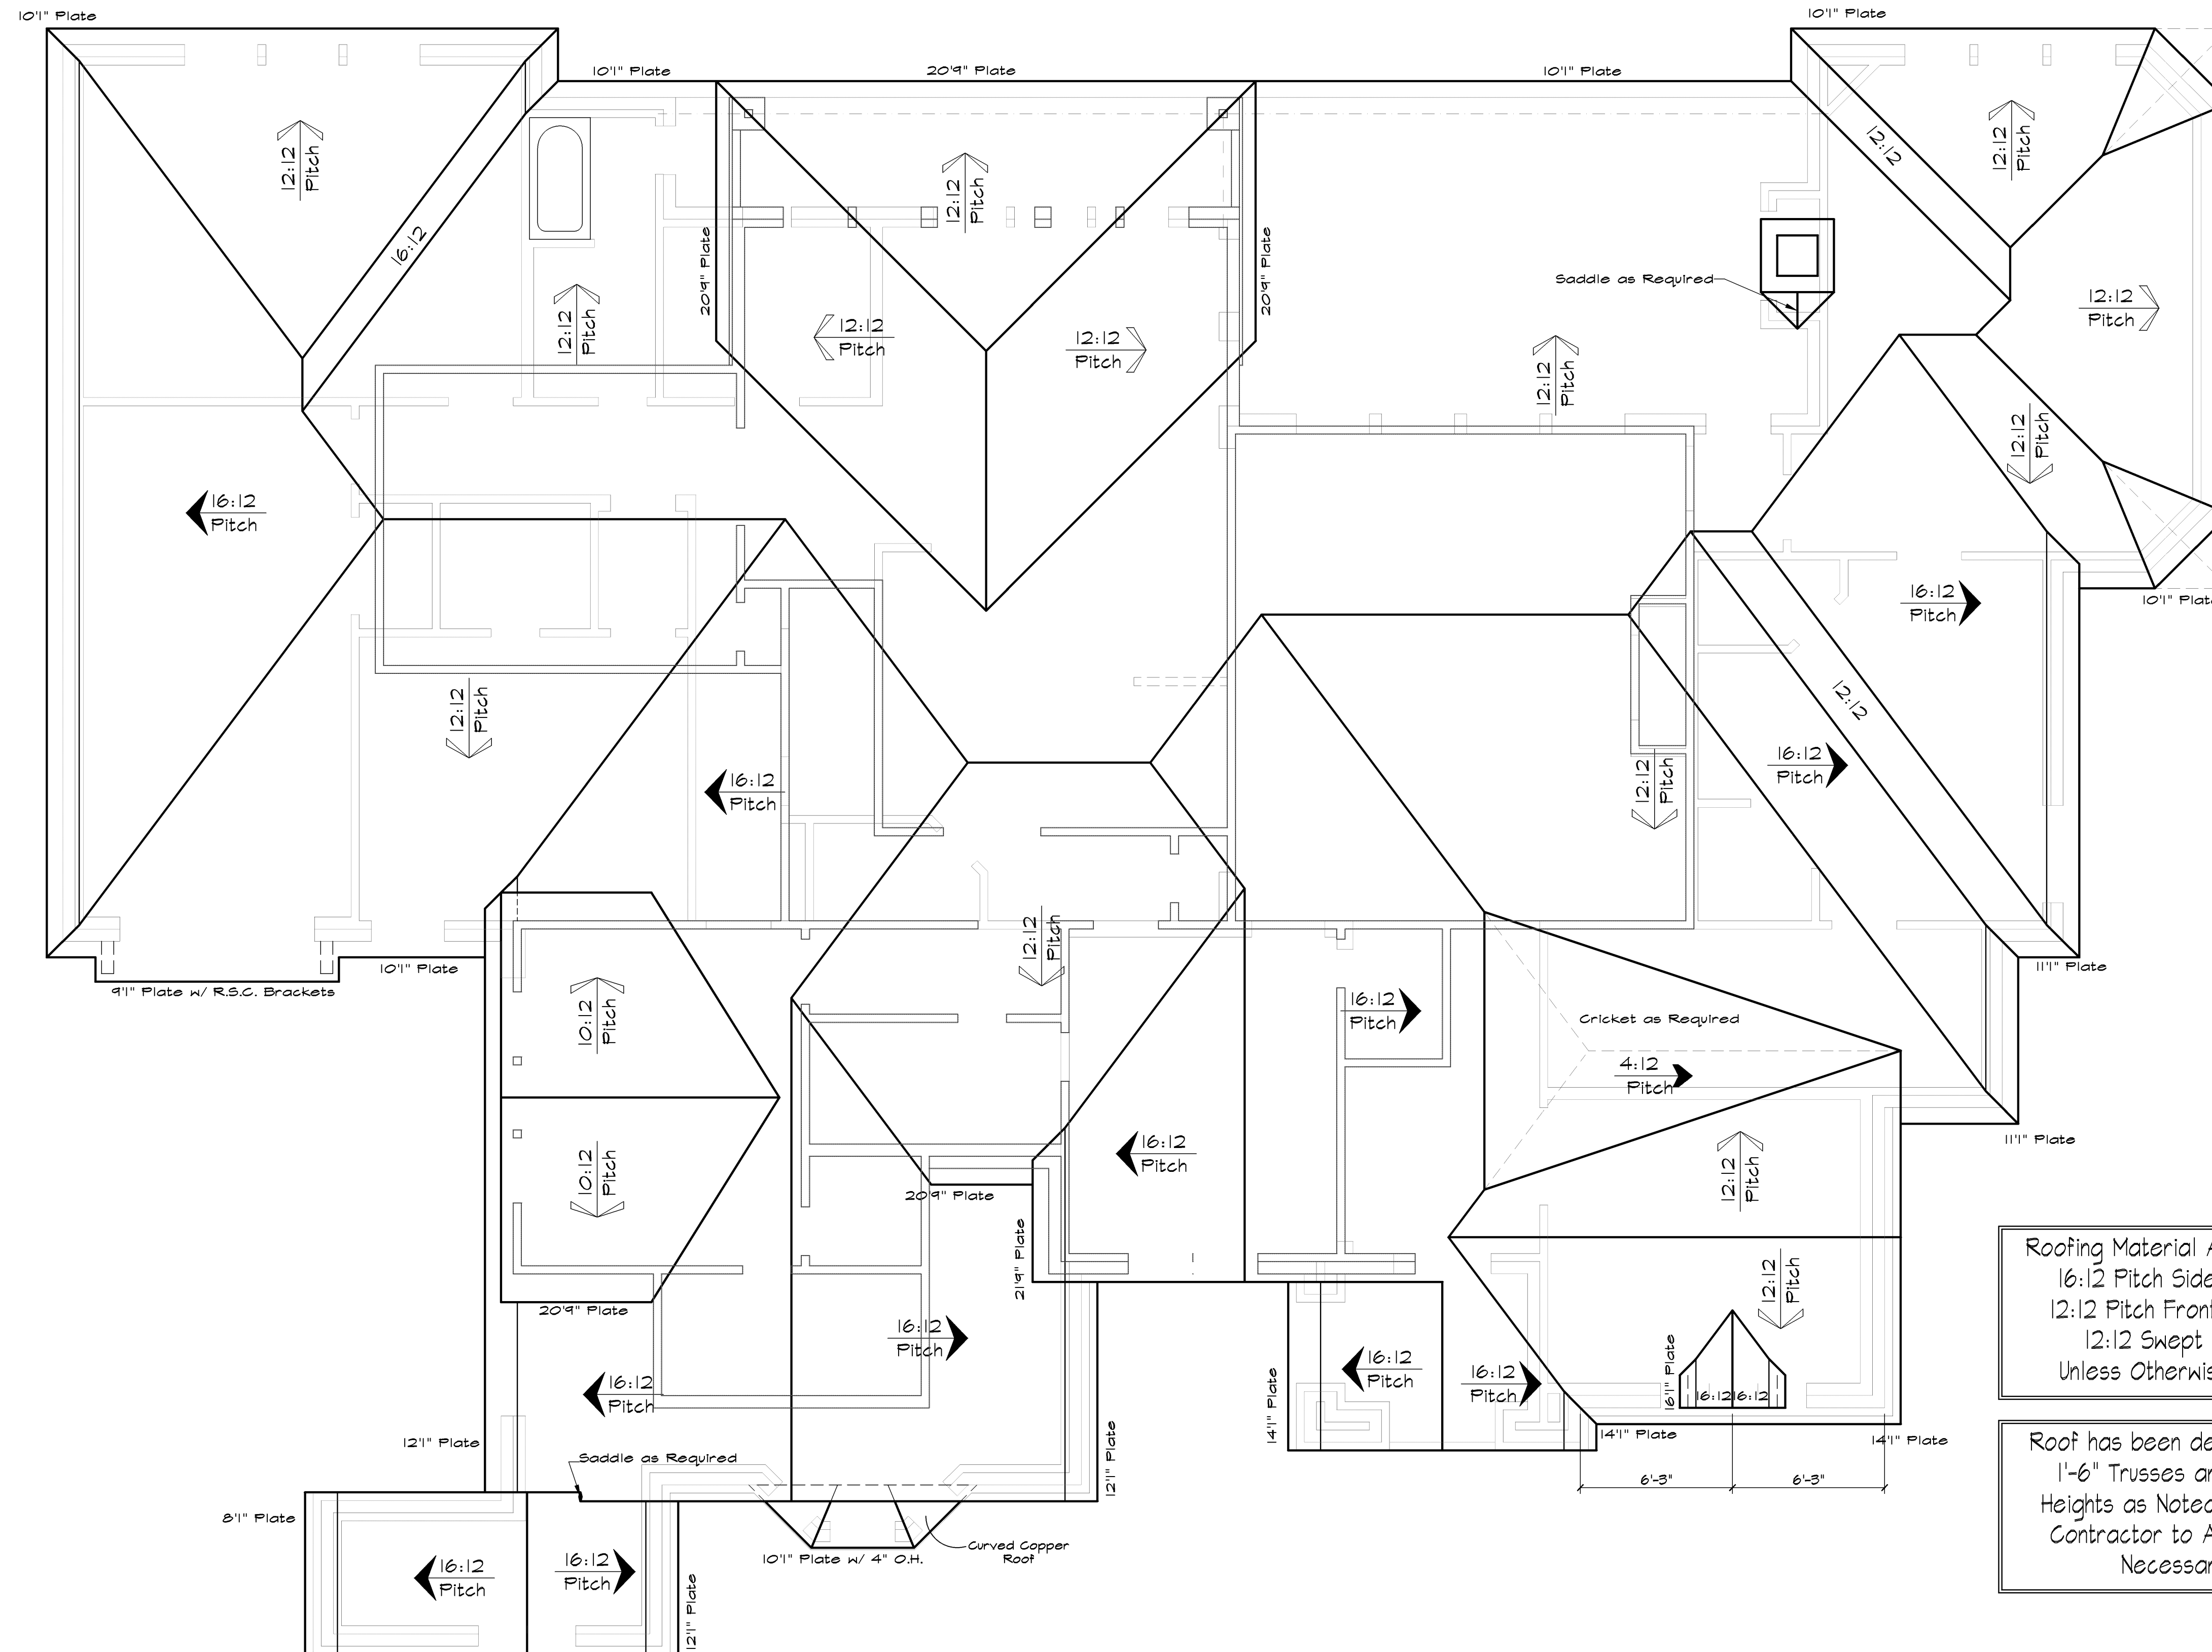 10'1" Plate
10'1" Plate
10'1" Plate
20'9" Plate
10'1" Plate
12:12
Pitch
12:12
12:12
Pitch
12:12
Pitch
16:12
20'9" Plate
20'9" Plate
Saddle as Required
12:12
Pitch
12:12
Pitch
12:12
Pitch
12:12
Pitch
12:12
Pitch
12:12
Pitch
16:12
Pitch
16:12
Pitch
10'1" Plate
12:12
Pitch
12:12
16:12
Pitch
16:12
Pitch
12:12
Pitch
12:12
Pitch
10'1" Plate
9'1" Plate w/ R.S.C. Brackets
11'1" Plate
10:12
Pitch
16:12
Pitch
Cricket as Required
4:12
Pitch
16:12
Pitch
12:12
Pitch
11'1" Plate
10:12
Pitch
20'9" Plate
21'9" Plate
20'9" Plate
12:12
Pitch
16:12
Pitch
16:12
Pitch
16:12
Pitch
16:12
Pitch
16'1" Plate
16:12
16:12
14'1" Plate
14'1" Plate
14'1" Plate
12'1" Plate
12'1" Plate
Saddle as Required
6'-3"
6'-3"
8'1" Plate
Curved Copper
Roof
10'1" Plate w/ 4" O.H.
16:12
Pitch
16:12
Pitch
12'1" Plate
Roofing Material
16:12 Pitch Side
12:12 Pitch Front
12:12 Swept
Unless
Roof has been
1'-6" Trusses
Heights as Noted
Contractor to